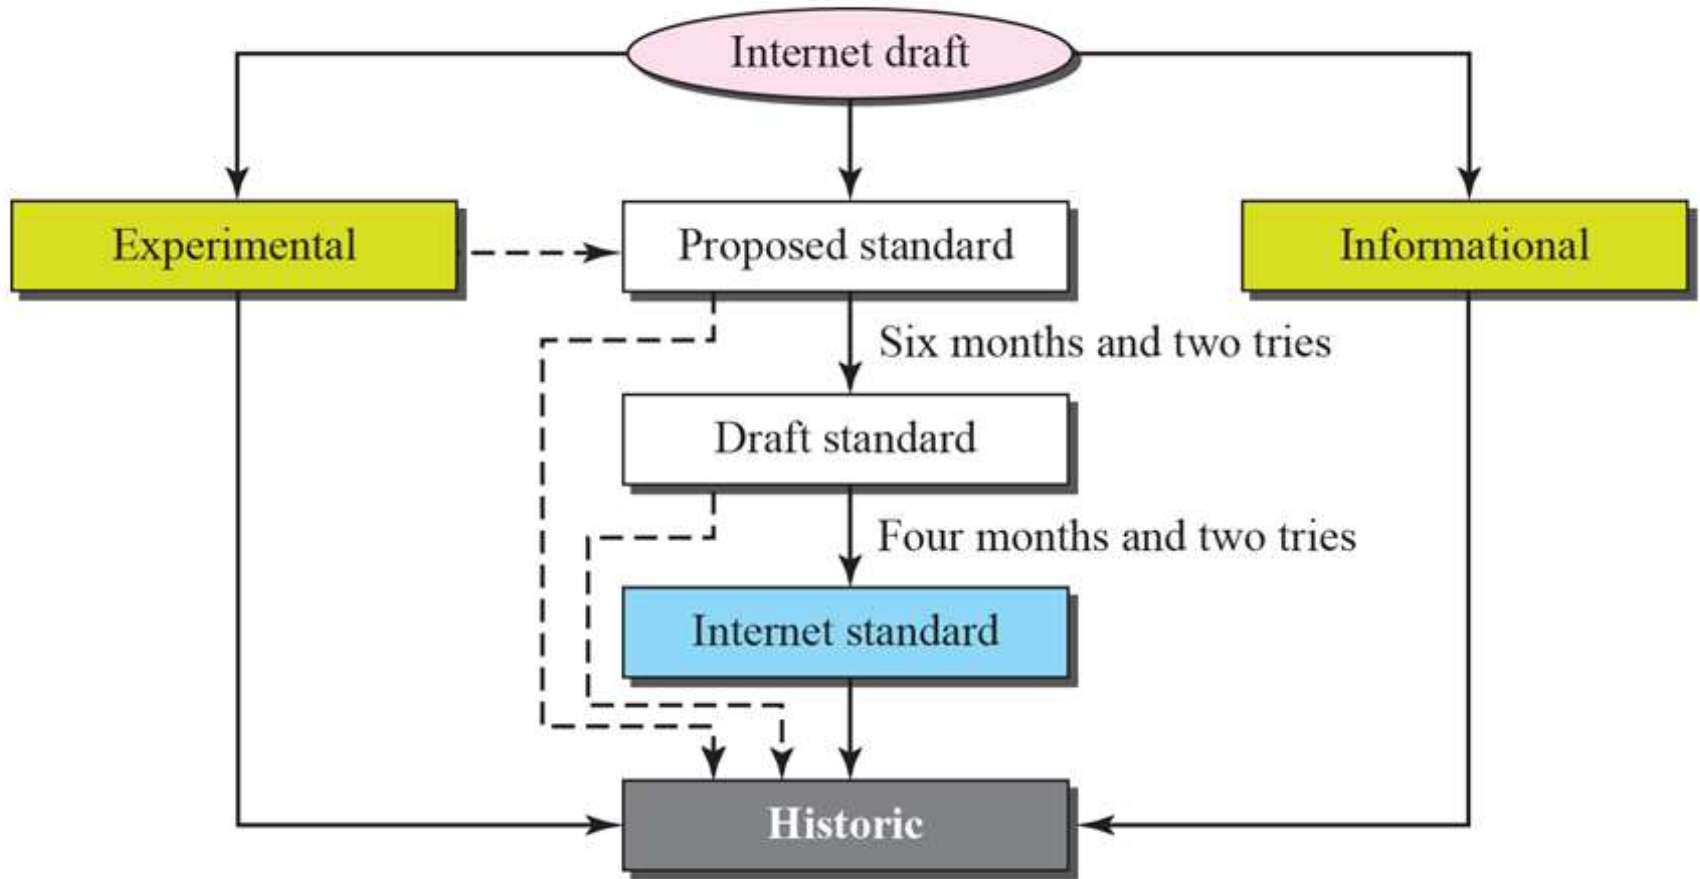 Internet draft
Experimental
Proposed standard
Informational
Six months and two tries
Draft standard
Four months and two tries
Internet standard
Historic